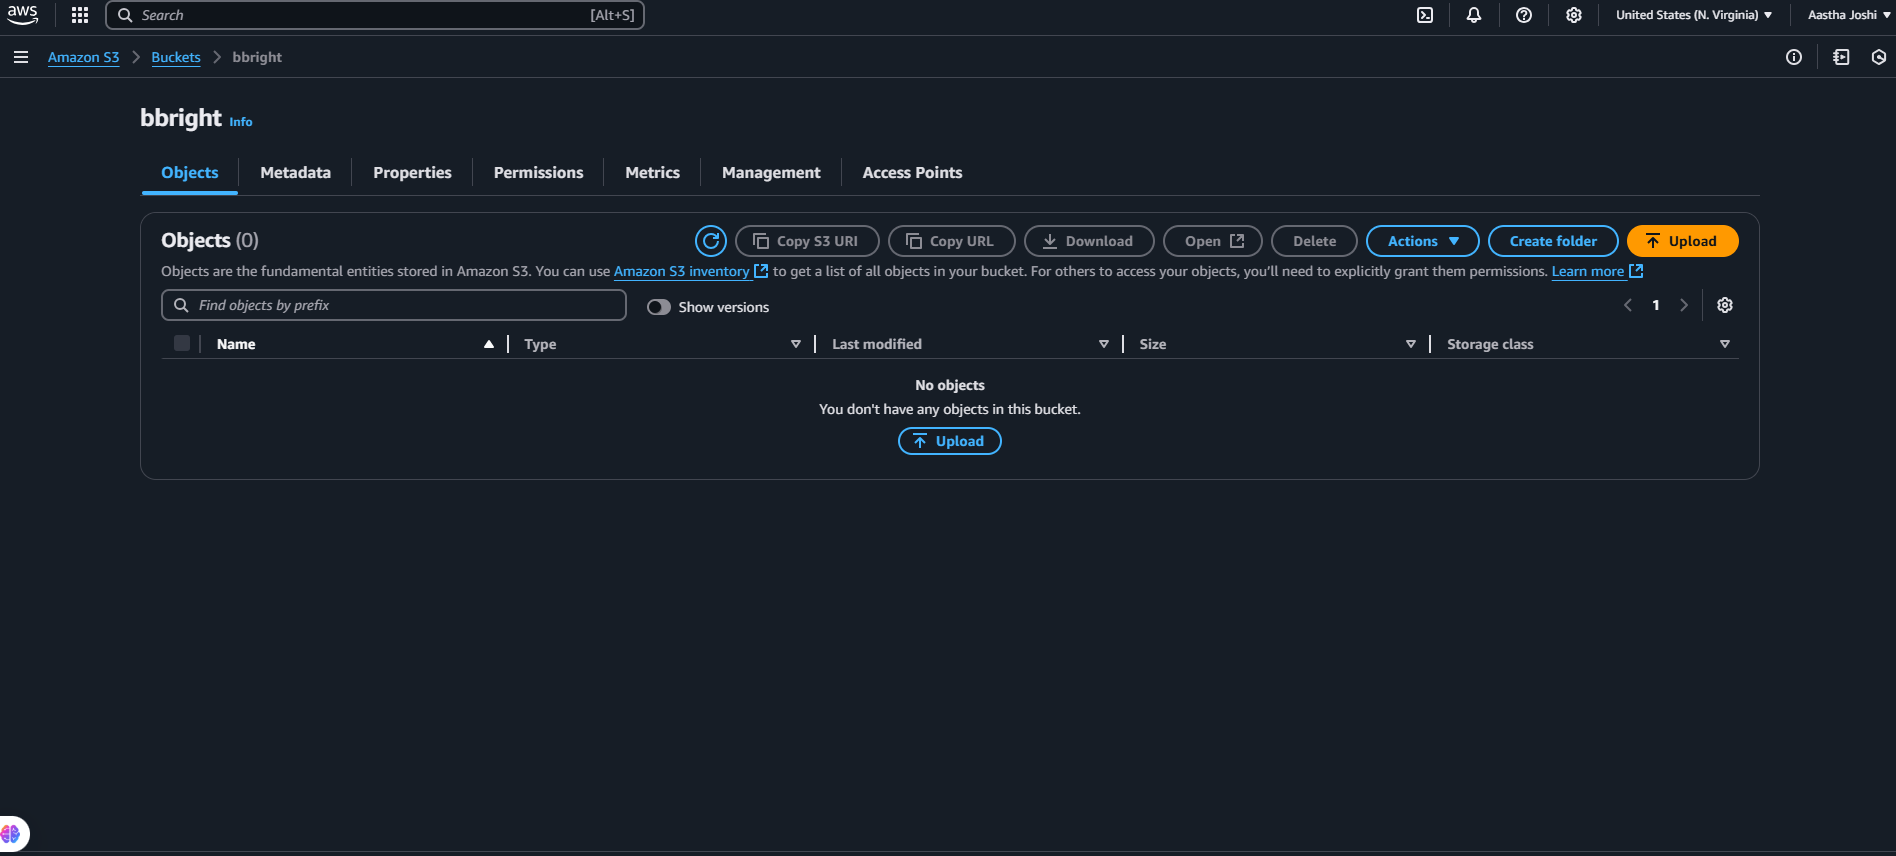 aws Search [Alt+S] United States (N. Virginia) Aastha Joshi
Amazon S3 Buckets bbright
bbright Info
Objects Metadata Properties Permissions Metrics Management Access Points
Objects (0) Copy S3 URI Copy URL Download Open Delete Actions Create folder Upload
Objects are the fundamental entities stored in Amazon S3. You can use Amazon S3 inventory to get a list of all objects in your bucket. For others to access your objects, you'll need to explicitly grant them permissions. Learn more
Find objects by prefix Show versions 1
Name Type Last modified Size Storage class
No objects
You don't have any objects in this bucket.
Upload